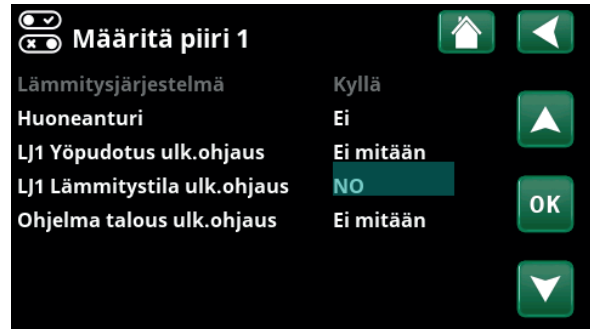 Määritä piiri 1
Lämmitysjärjestelmä Kyllä
Huoneanturi Ei
LJ1 Yöpudotus ulk.ohjaus Ei mitään
LJ1 Lämmitystila ulk.ohjaus NO
OK
Ohjelma talous ulk.ohjaus Ei mitään